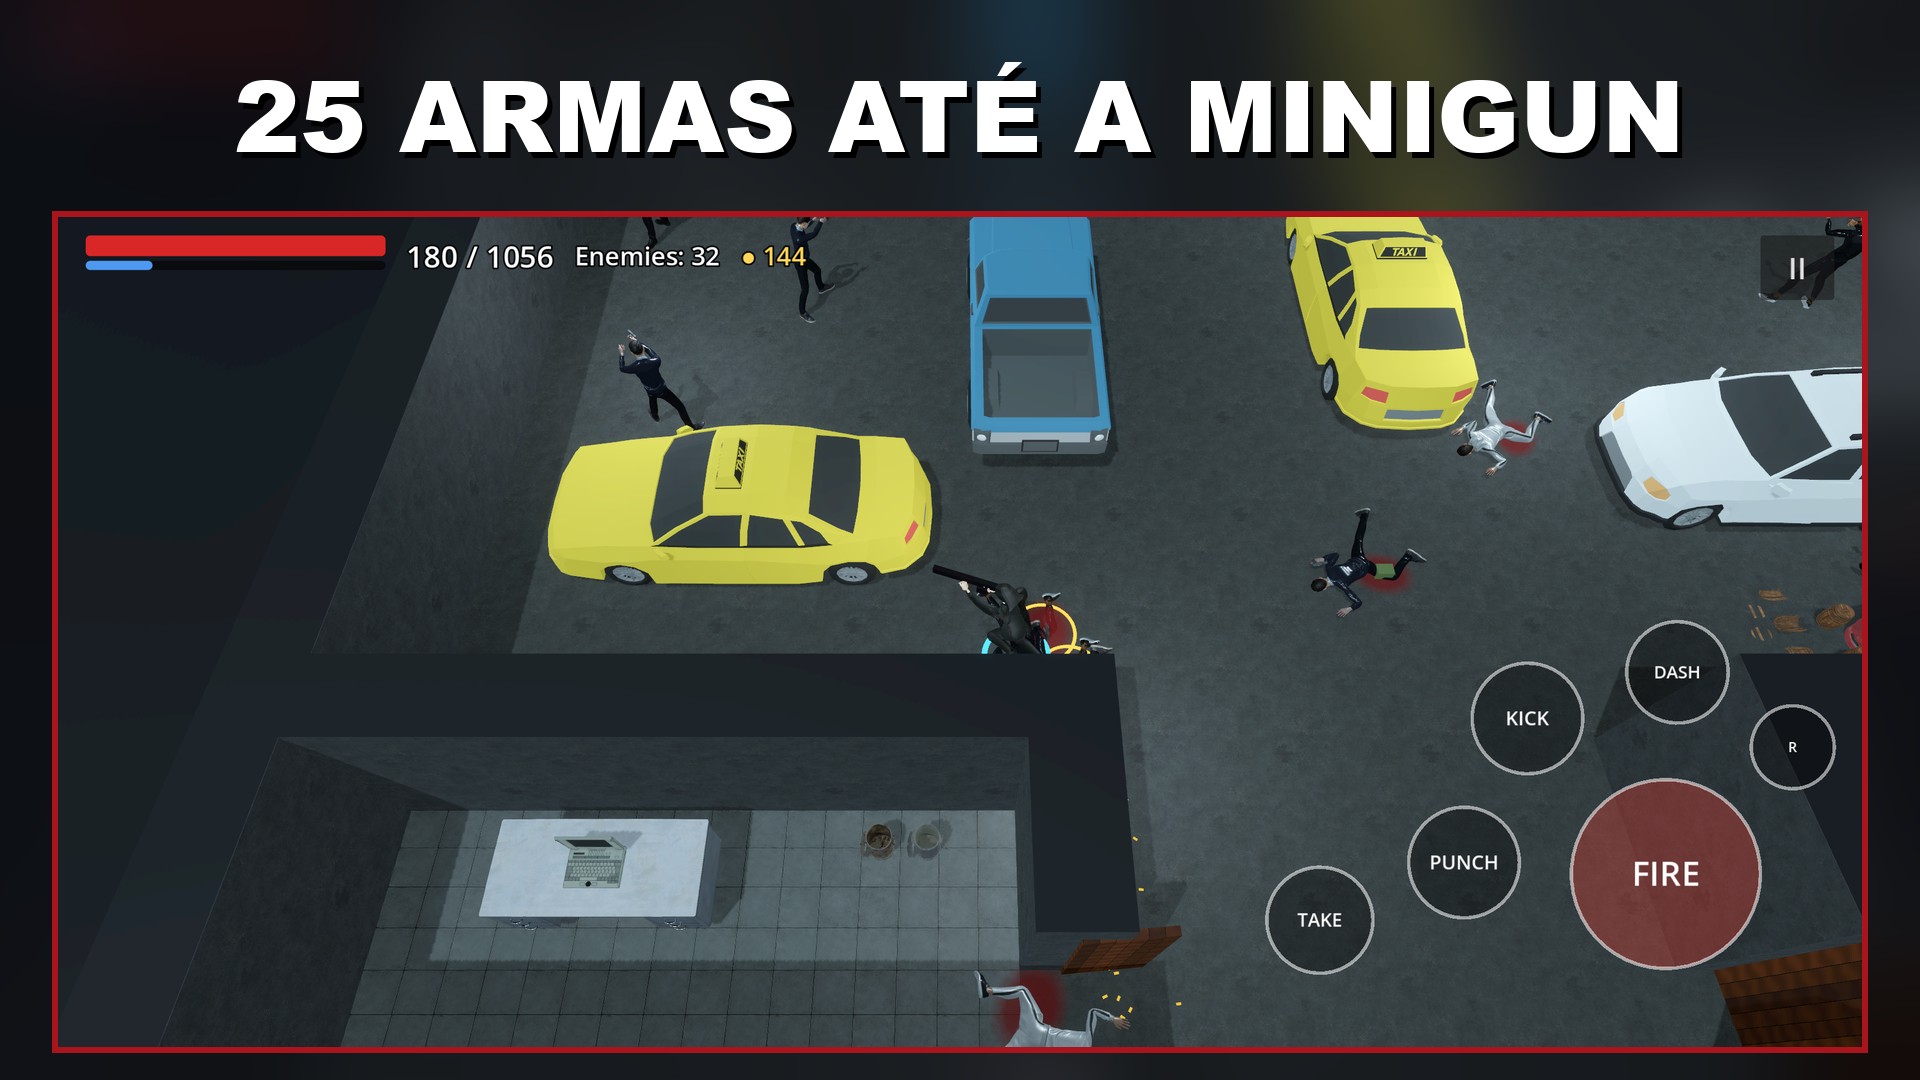 25 ARMAS ATÉ A MINIGUN
180 / 1056 Enemies: 32 144
TAXI
TAXI
DASH
KICK
R
PUNCH
FIRE
TAKE